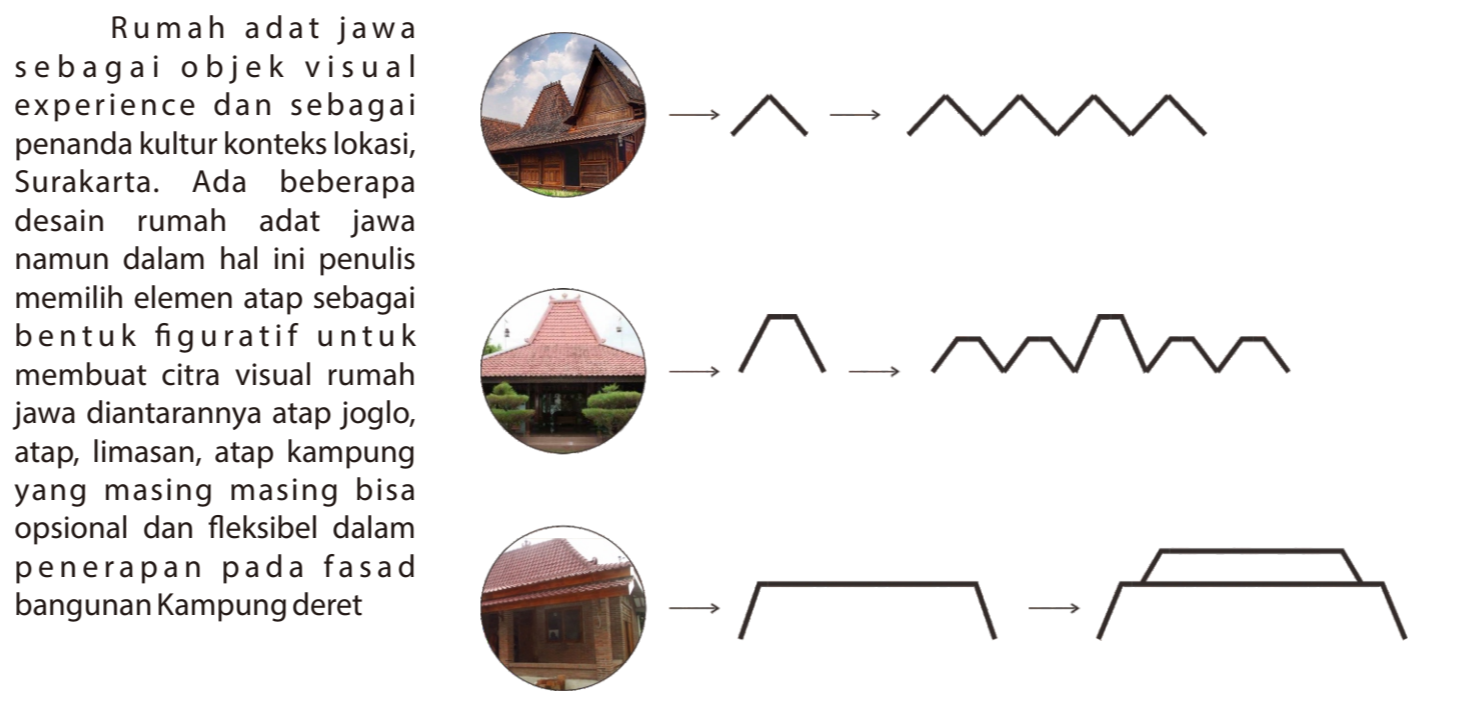 Rumah adat jawa
sebagai objek visual
experience dan sebagai
penanda kultur konteks lokasi,
Surakarta. Ada beberapa
desain rumah adat jawa
namun dalam hal ini penulis
memilih elemen atap sebagai
bentuk figuratif untuk
membuat citra visual rumah
jawa diantarannya atap joglo,
atap, limasan, atap kampung
yang masing masing bisa
opsional dan fleksibel dalam
penerapan pada fasad
bangunan Kampung deret